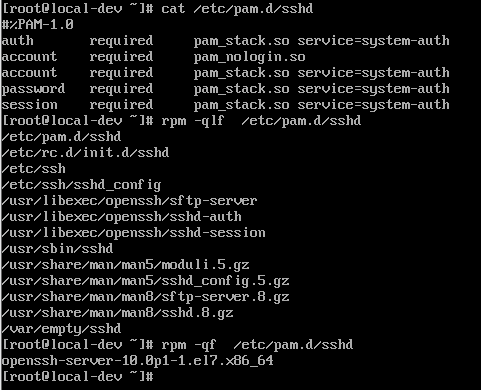 [root@local-dev ~]# cat /etc/pam.d/sshd
#%PAM-1.0
auth       required     pam_stack.so service=system-auth
account    required     pam_nologin.so
account    required     pam_stack.so service=system-auth
password   required     pam_stack.so service=system-auth
session    required     pam_stack.so service=system-auth
[root@local-dev ~]# rpm -qlf  /etc/pam.d/sshd
/etc/pam.d/sshd
/etc/rc.d/init.d/sshd
/etc/ssh
/etc/ssh/sshd_config
/usr/libexec/openssh/sftp-server
/usr/libexec/openssh/sshd-auth
/usr/libexec/openssh/sshd-session
/usr/sbin/sshd
/usr/share/man/man5/moduli.5.gz
/usr/share/man/man5/sshd_config.5.gz
/usr/share/man/man8/sftp-server.8.gz
/usr/share/man/man8/sshd.8.gz
/var/empty/sshd
[root@local-dev ~]# rpm -qf  /etc/pam.d/sshd
openssh-server-10.0p1-1.el7.x86_64
[root@local-dev ~]#